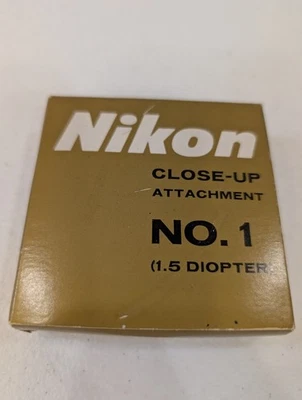 Nikon
CLOSE-UP
ATTACHMENT
NO. 1
(1.5 DIOPTER)